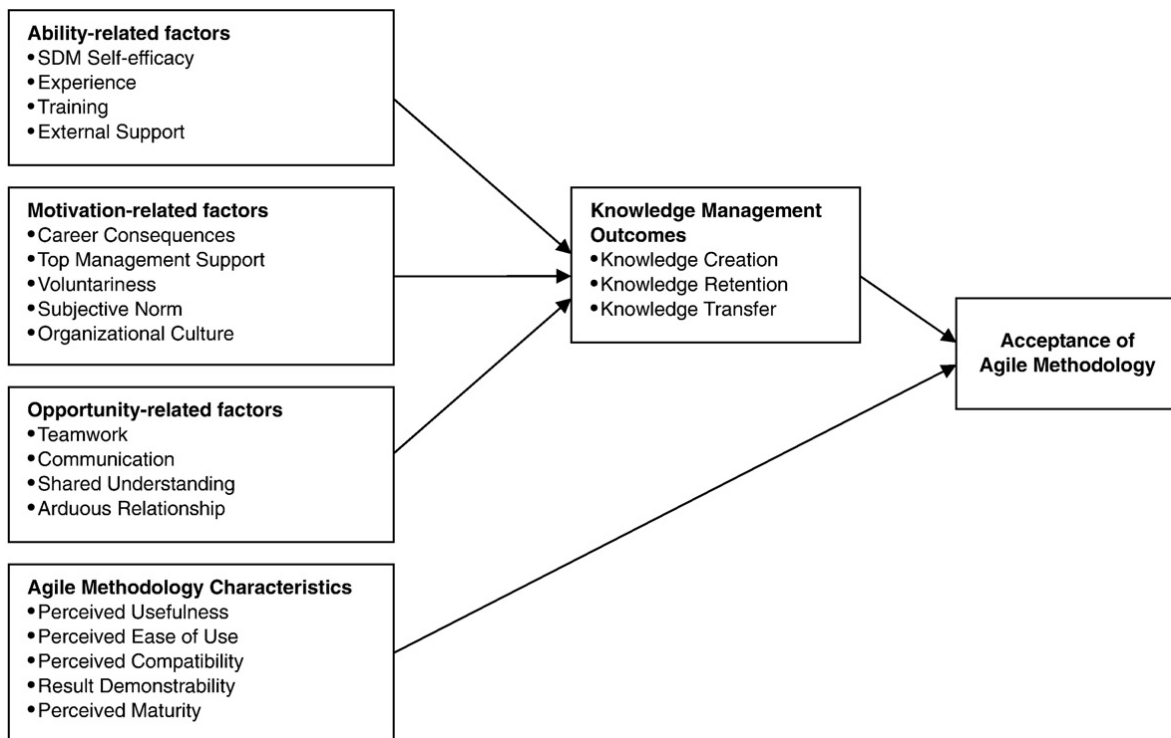 Ability-related factors
• SDM Self-efficacy
• Experience
• Training
• External Support
Motivation-related factors
• Career Consequences
• Top Management Support
• Voluntariness
• Subjective Norm
• Organizational Culture
Opportunity-related factors
• Teamwork
• Communication
• Shared Understanding
• Arduous Relationship
Agile Methodology Characteristics
• Perceived Usefulness
• Perceived Ease of Use
• Perceived Compatibility
• Result Demonstrability
• Perceived Maturity
Knowledge Management
Outcomes
• Knowledge Creation
• Knowledge Retention
• Knowledge Transfer
Acceptance of
Agile Methodology